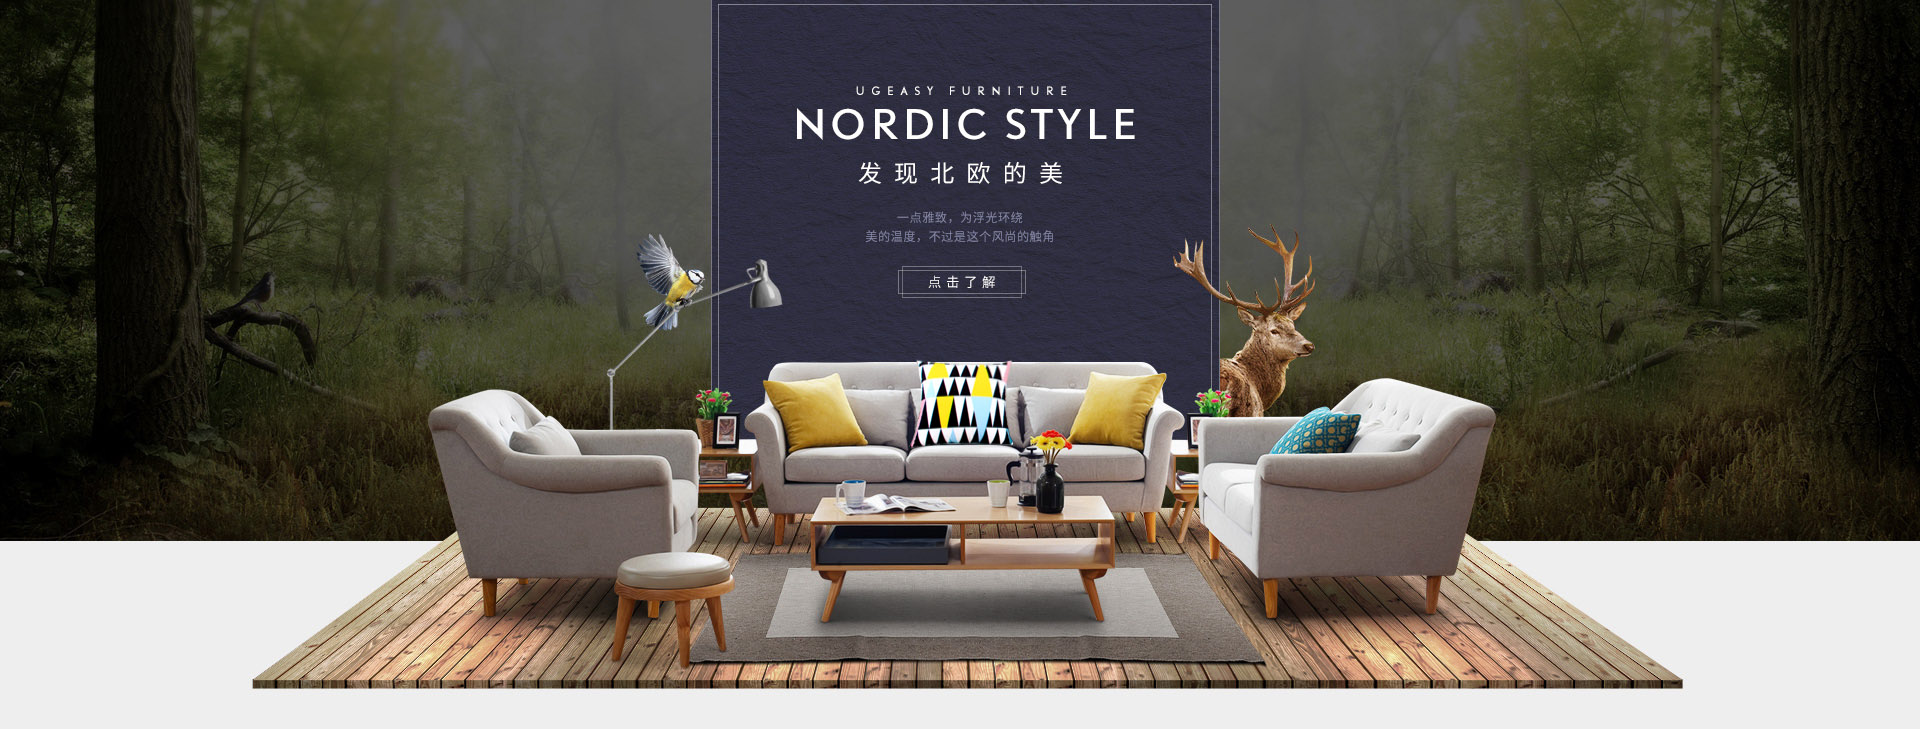 UGEASY FURNITURE
NORDIC STYLE
发现北欧的美
一点雅致，为浮光环绕
美的温度，不过是这个风尚的触角
点击了解